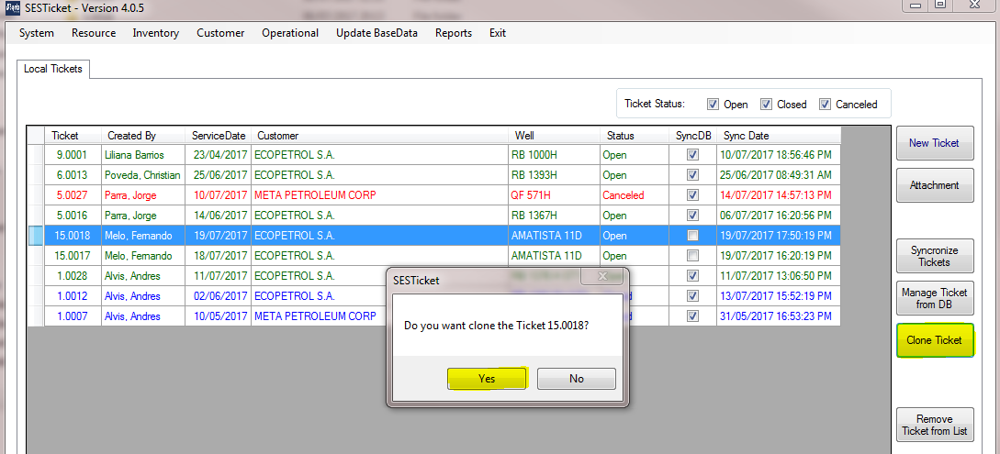 SESTicket - Version 4.0.5
System Resource Inventory Customer Operational Update BaseData Reports Exit
Local Tickets
Ticket Status: Open Closed Canceled
Ticket Created By ServiceDate Customer Well Status SyncDB Sync Date
9.0001 Liliana Barrios 23/04/2017 ECOPETROL S.A. RB 1000H Open 10/07/2017 18:56:46 PM
6.0013 Poveda, Christian 25/06/2017 ECOPETROL S.A. RB 1393H Open 25/06/2017 08:49:31 AM
5.0027 Parra, Jorge 10/07/2017 META PETROLEUM CORP QF 571H Canceled 14/07/2017 14:57:13 PM
5.0016 Parra, Jorge 14/06/2017 ECOPETROL S.A. RB 1367H Open 06/07/2017 16:20:56 PM
15.0018 Melo, Fernando 19/07/2017 ECOPETROL S.A. AMATISTA 11D Open 19/07/2017 17:50:19 PM
15.0017 Melo, Fernando 18/07/2017 ECOPETROL S.A. AMATISTA 11D Open 19/07/2017 16:20:19 PM
1.0028 Alvis, Andres 11/07/2017 ECOPETROL S.A. 11/07/2017 13:06:50 PM
1.0012 Alvis, Andres 02/06/2017 ECOPETROL S.A. 13/07/2017 15:52:19 PM
1.0007 Alvis, Andres 10/05/2017 META PETROLEUM CORP 31/05/2017 16:53:23 PM
New Ticket
Attachment
Syncronize
Tickets
Manage Ticket
from DB
Clone Ticket
Remove
Ticket from List
SESTicket
Do you want clone the Ticket 15.0018?
Yes No